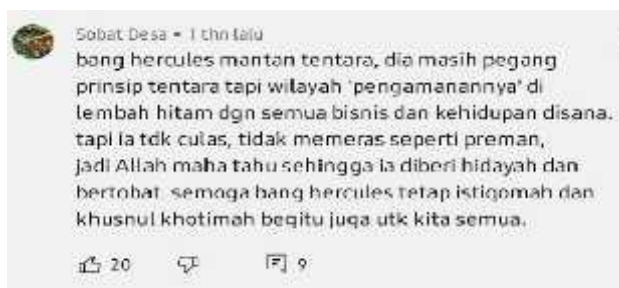 Sobat Desa • 1 thn lalu
bang hercules mantan tentara, dia masih pegang
prinsip tentara tapi wilayah 'pengamanannya' di
lembah hitam dgn semua bisnis dan kehidupan disana.
tapi ia tdk culas, tidak memeras seperti preman,
jadi Allah maha tahu sehingga ia diberi hidayah dan
bertobat semoga bang hercules tetap istiqomah dan
khusnul khotimah begitu juga utk kita semua.
20 9